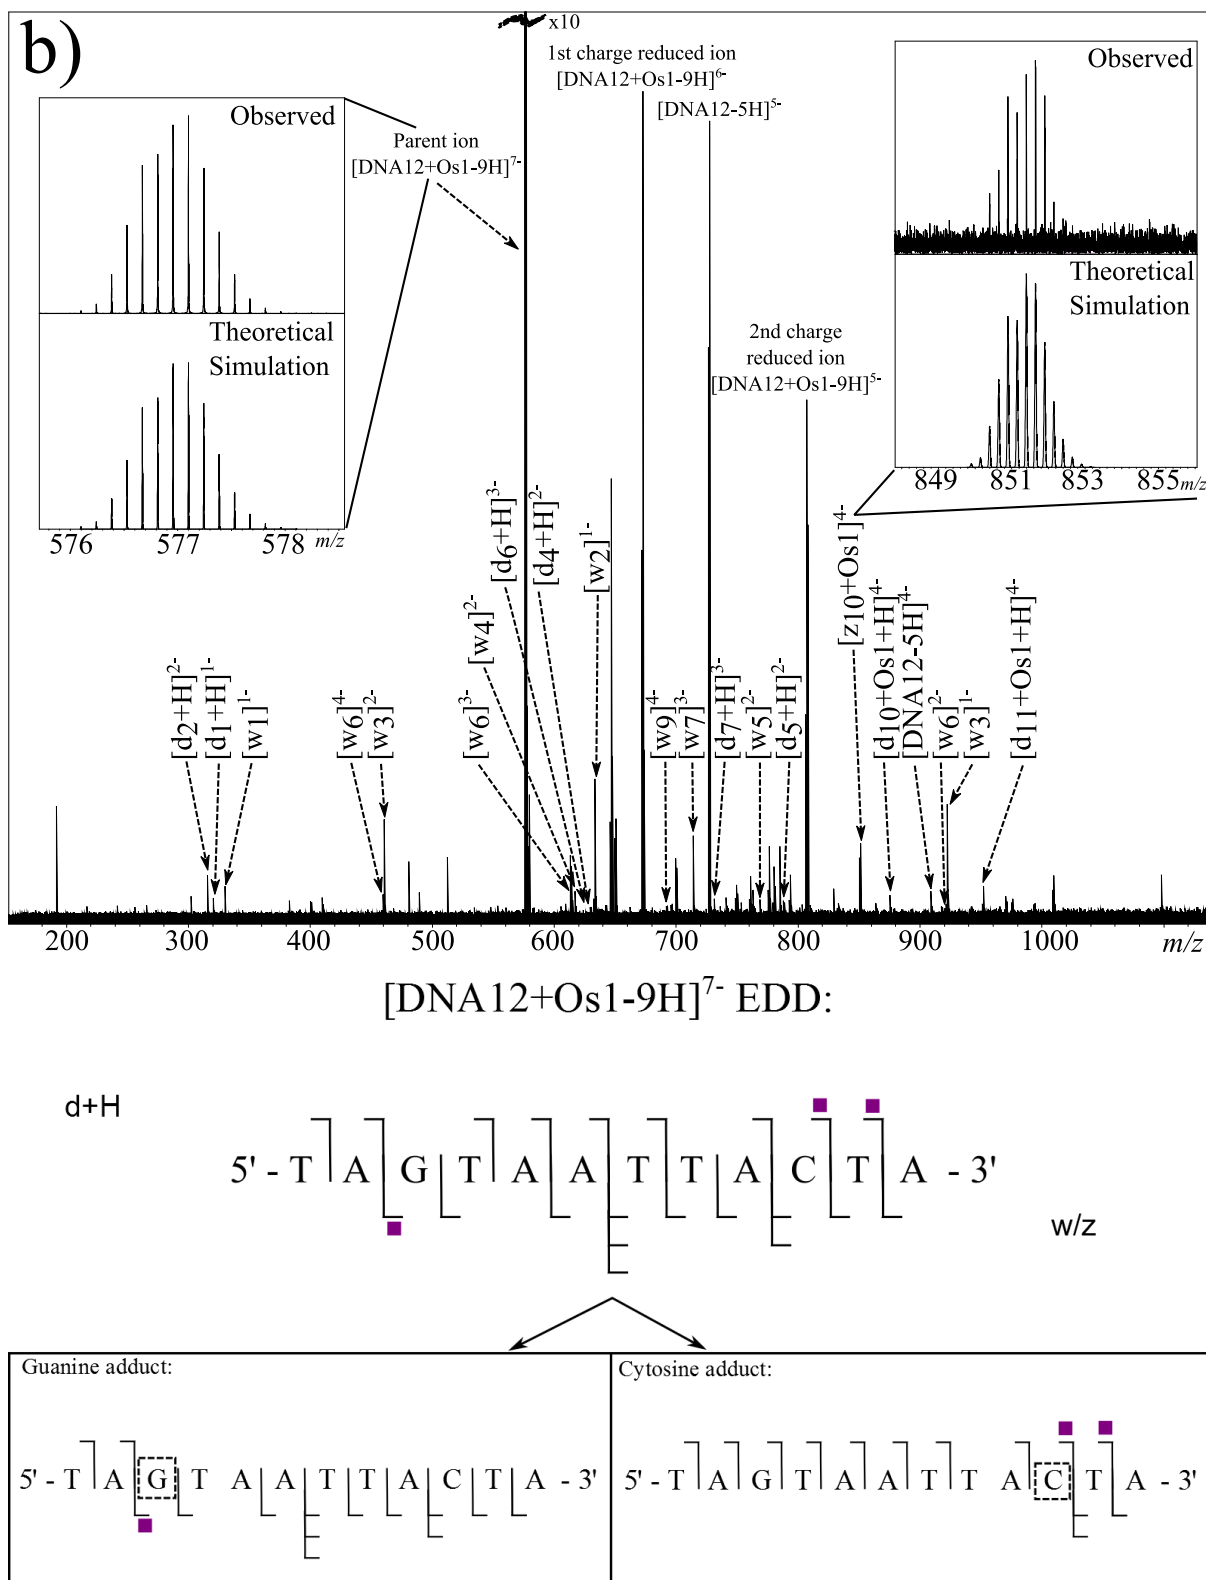 b)
x10
1st charge reduced ion
[DNA12+Os1-9H]⁶⁻
[DNA12-5H]⁵⁻
Observed
Parent ion
[DNA12+Os1-9H]⁷⁻
Theoretical
Simulation
576 577 578 m/z
Observed
Theoretical
Simulation
849 851 853 855 m/z
2nd charge
reduced ion
[DNA12+Os1-9H]⁵⁻
[d2+H]²⁻
[d1+H]¹⁻
[w1]¹⁻
[w6]⁴⁻
[w3]²⁻
[w6]³⁻
[w4]²⁻
[d6+H]³⁻
[d4+H]²⁻
[w2]¹⁻
[w9]⁴⁻
[w7]³⁻
[d7+H]³⁻
[w5]²⁻
[d5+H]²⁻
[z10+Os1]⁴⁻
[d10+Os1+H]⁴⁻
[DNA12-5H]⁴⁻
[w6]²⁻
[w3]¹⁻
[d11+Os1+H]⁴⁻
200 300 400 500 600 700 800 900 1000 m/z
[DNA12+Os1-9H]⁷⁻ EDD:
d+H
5' - T A G T A A T T A C T A - 3'
w/z
Guanine adduct:
5' - T A G T A A T T A C T A - 3'
Cytosine adduct:
5' - T A G T A A T T A C T A - 3'